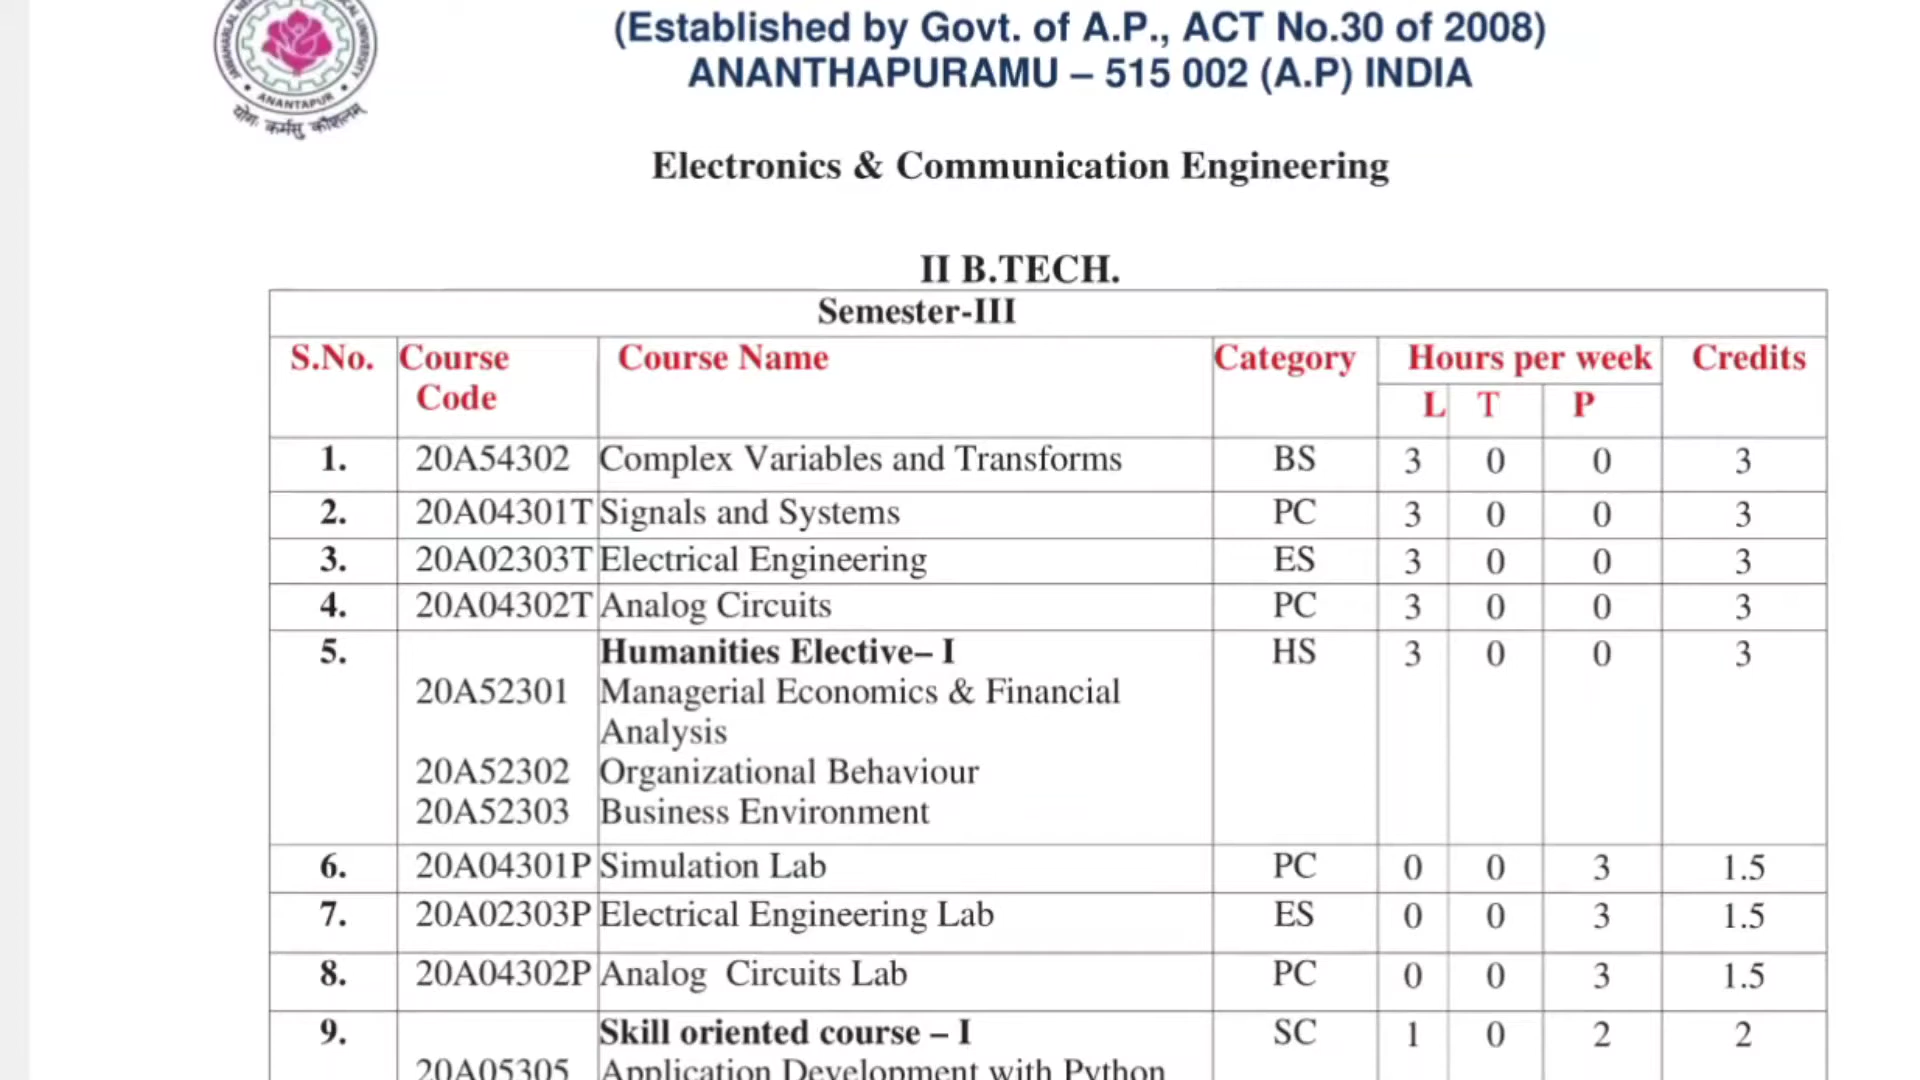 (Established by Govt. of A.P., ACT No.30 of 2008)
ANANTHAPURAMU – 515 002 (A.P) INDIA
ANANTAPUR
योगः कर्मसु कौशलम्
Electronics & Communication Engineering
II B.TECH.
Semester-III
S.No. Course Code Course Name Category Hours per week Credits
L T P
1. 20A54302 Complex Variables and Transforms BS 3 0 0 3
2. 20A04301T Signals and Systems PC 3 0 0 3
3. 20A02303T Electrical Engineering ES 3 0 0 3
4. 20A04302T Analog Circuits PC 3 0 0 3
5. Humanities Elective– I HS 3 0 0 3
20A52301 Managerial Economics & Financial
Analysis
20A52302 Organizational Behaviour
20A52303 Business Environment
6. 20A04301P Simulation Lab PC 0 0 3 1.5
7. 20A02303P Electrical Engineering Lab ES 0 0 3 1.5
8. 20A04302P Analog Circuits Lab PC 0 0 3 1.5
9. Skill oriented course – I SC 1 0 2 2
20A05305 Application Development with Python